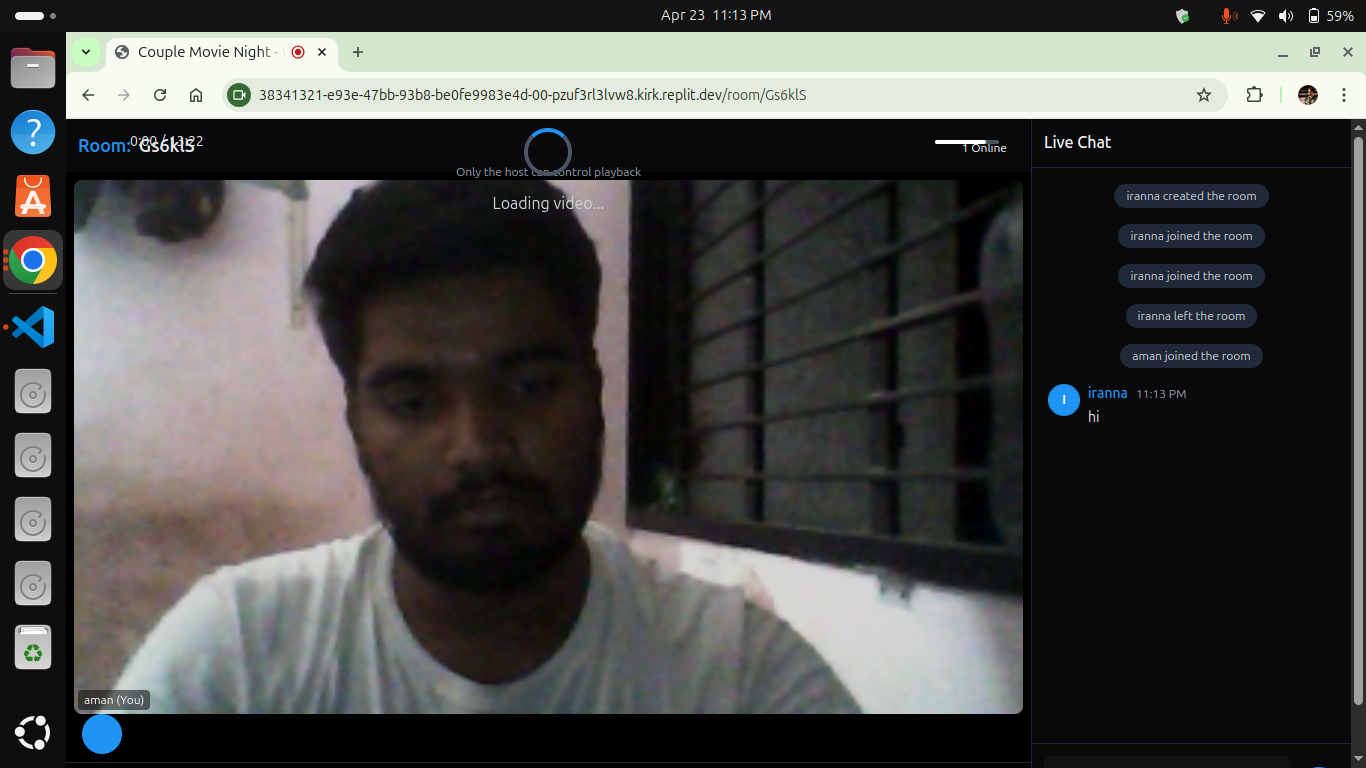 Apr 23 11:13 PM
59%
Couple Movie Night -
38341321-e93e-47bb-93b8-be0fe9983e4d-00-pzuf3rl3lvw8.kirk.replit.dev/room/Gs6klS
Room: Gs6klS
0:00 / 13:22
1 Online
Only the host can control playback
Loading video...
aman (You)
Live Chat
iranna created the room
iranna joined the room
iranna joined the room
iranna left the room
aman joined the room
I
iranna 11:13 PM
hi